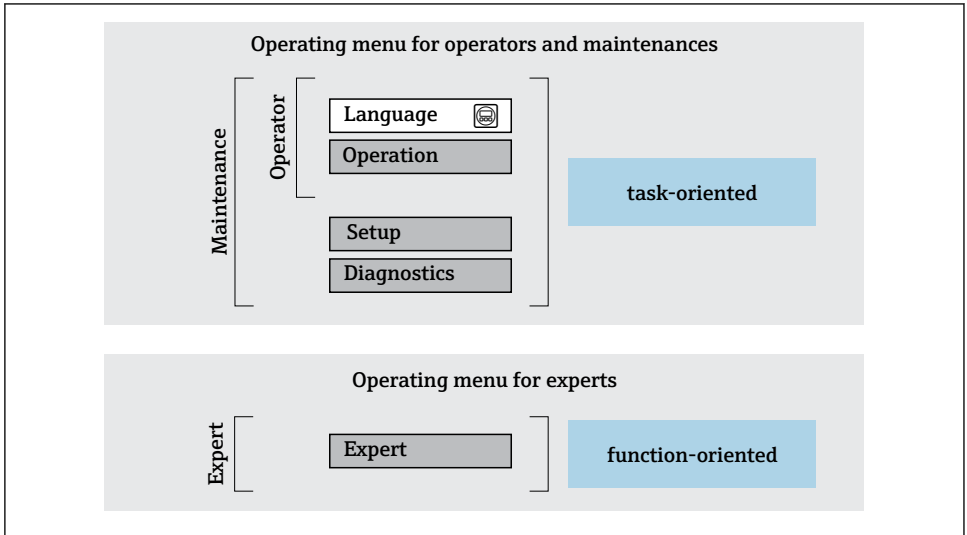 Operating menu for operators and maintenances
Maintenance
Operator
Language
Operation
Setup
Diagnostics
task-oriented
Operating menu for experts
Expert
Expert
function-oriented